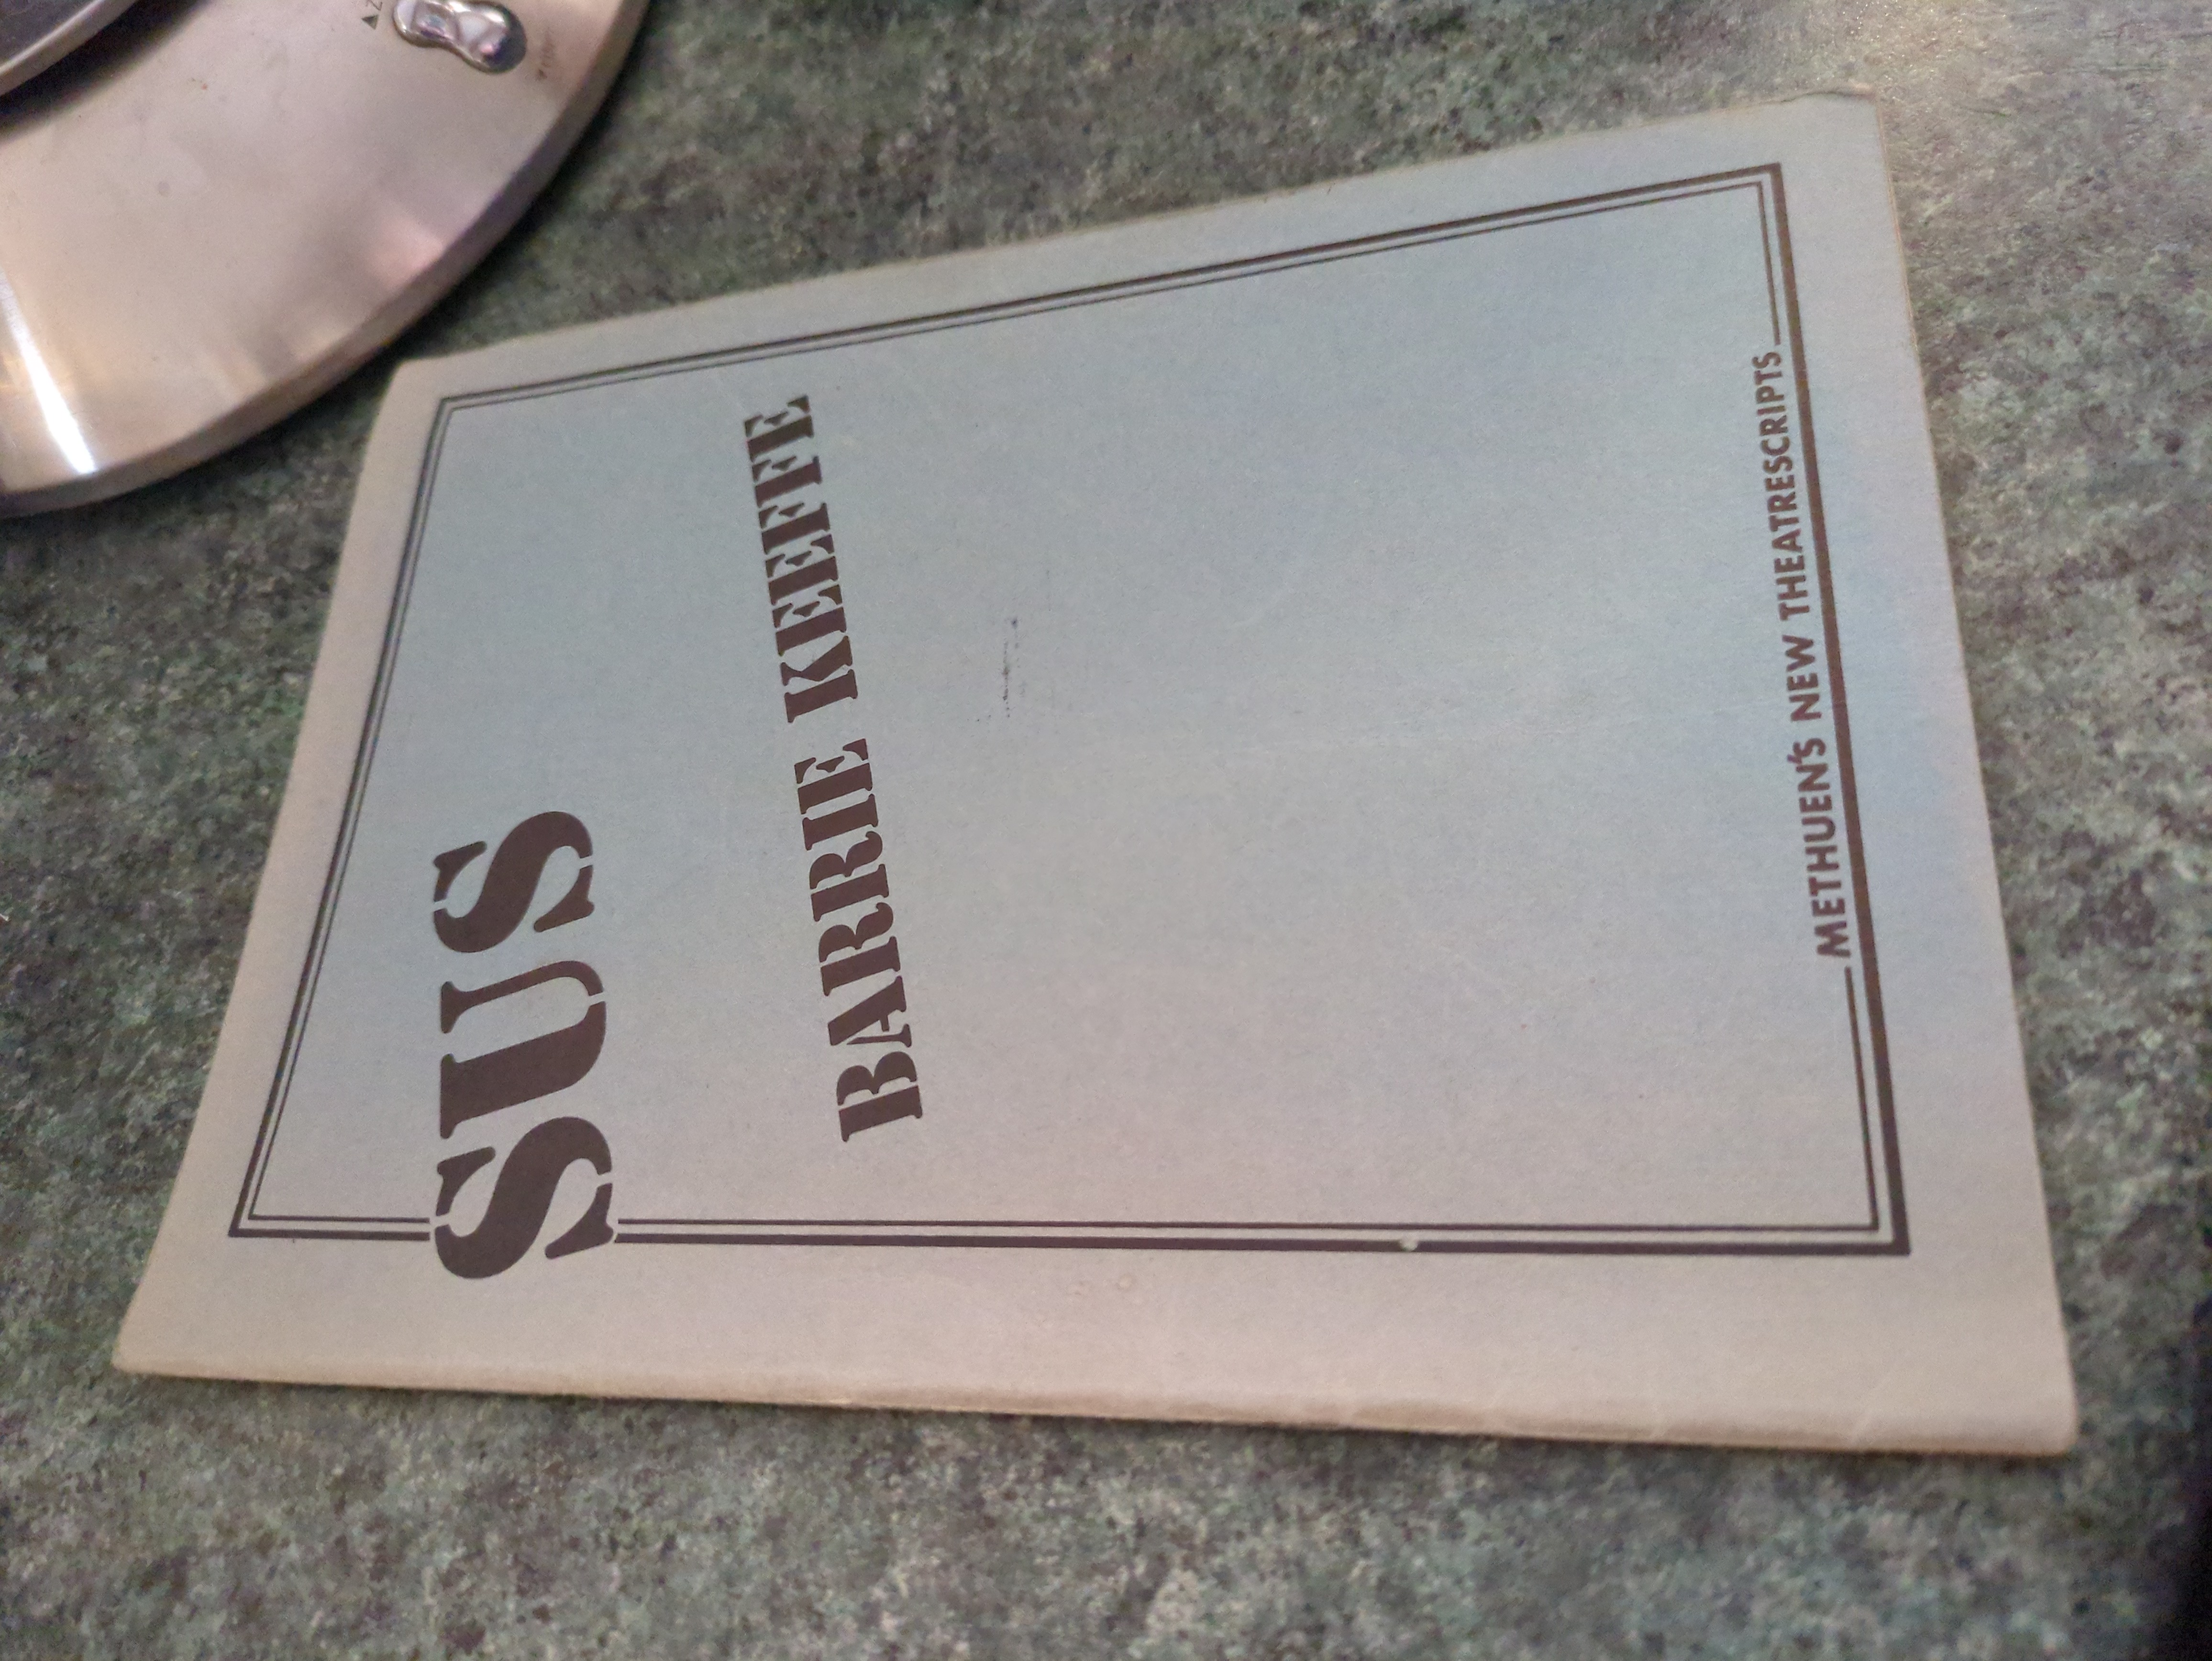 SUS
BARRIE KEEFFE
METHUEN'S NEW THEATRESCRIPTS